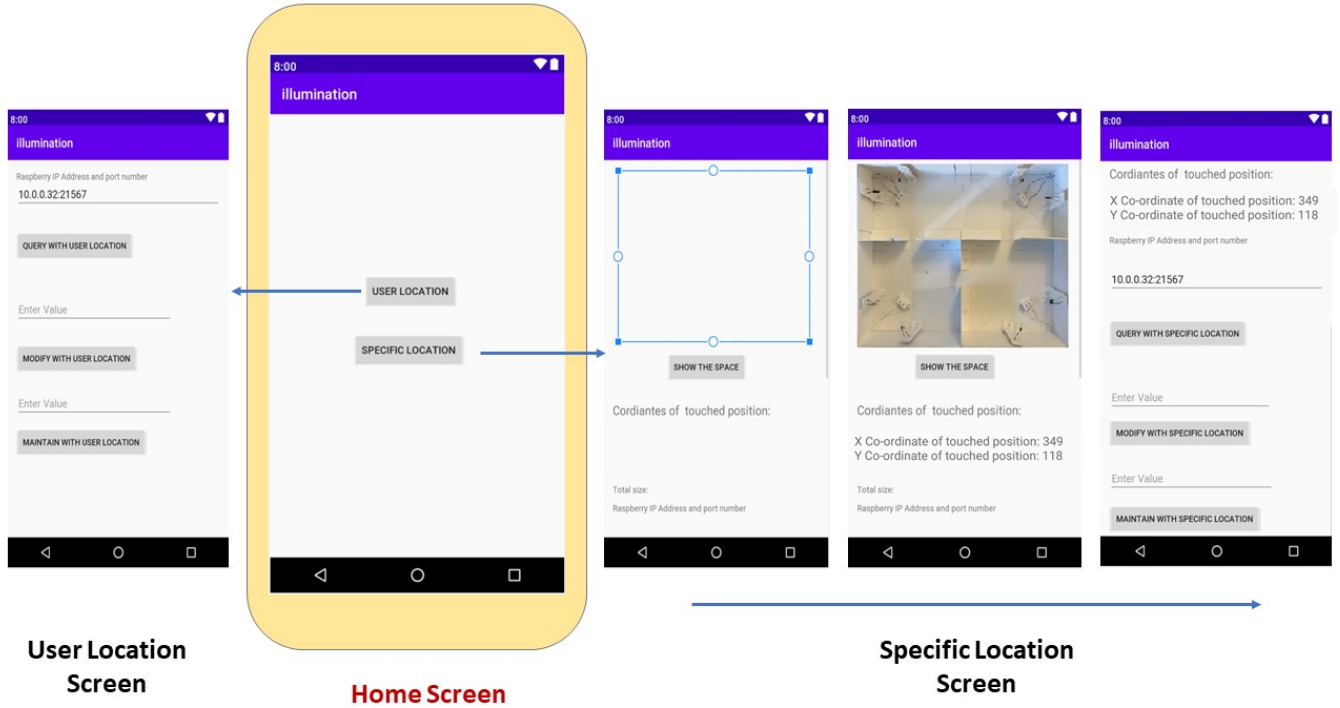 8:00
illumination
Raspberry IP Address and port number
10.0.0.32:21567
QUERY WITH USER LOCATION
Enter Value
MODIFY WITH USER LOCATION
Enter Value
MAINTAIN WITH USER LOCATION
User Location
Screen
8:00
illumination
USER LOCATION
SPECIFIC LOCATION
Home Screen
8:00
illumination
SHOW THE SPACE
Cordiantes of touched position:
Total size:
Raspberry IP Address and port number
8:00
illumination
SHOW THE SPACE
Cordiantes of touched position:
X Co-ordinate of touched position: 349
Y Co-ordinate of touched position: 118
Total size:
Raspberry IP Address and port number
8:00
illumination
Cordiantes of touched position:
X Co-ordinate of touched position: 349
Y Co-ordinate of touched position: 118
Raspberry IP Address and port number
10.0.0.32:21567
QUERY WITH SPECIFIC LOCATION
Enter Value
MODIFY WITH SPECIFIC LOCATION
Enter Value
MAINTAIN WITH SPECIFIC LOCATION
Specific Location
Screen